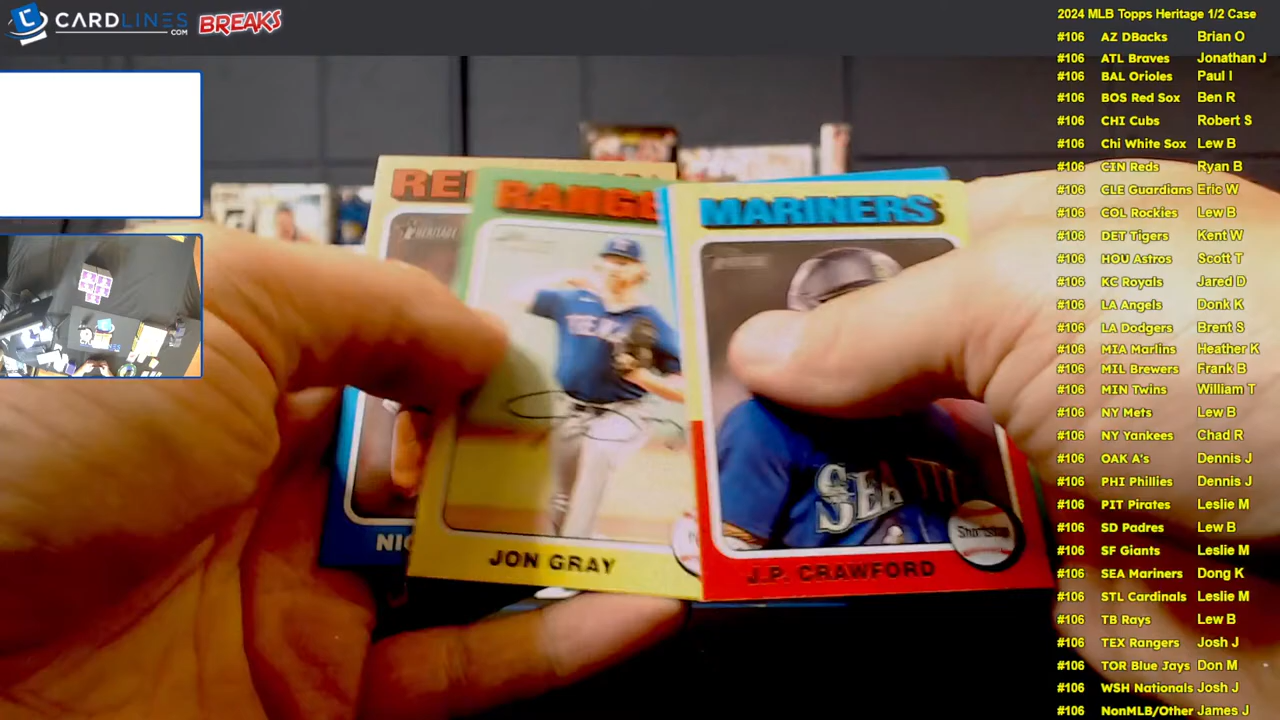 CARDLINES
.COM
BREAKS
2024 MLB Topps Heritage 1/2 Case
#106 AZ DBacks Brian O
#106 ATL Braves Jonathan J
#106 BAL Orioles Paul I
#106 BOS Red Sox Ben R
#106 CHI Cubs Robert S
#106 Chi White Sox Lew B
#106 CIN Reds Ryan B
#106 CLE Guardians Eric W
#106 COL Rockies Lew B
#106 DET Tigers Kent W
#106 HOU Astros Scott T
#106 KC Royals Jared D
#106 LA Angels Donk K
#106 LA Dodgers Brent S
#106 MIA Marlins Heather K
#106 MIL Brewers Frank B
#106 MIN Twins William T
#106 NY Mets Lew B
#106 NY Yankees Chad R
#106 OAK A's Dennis J
#106 PHI Phillies Dennis J
#106 PIT Pirates Leslie M
#106 SD Padres Lew B
#106 SF Giants Leslie M
#106 SEA Mariners Dong K
#106 STL Cardinals Leslie M
#106 TB Rays Lew B
#106 TEX Rangers Josh J
#106 TOR Blue Jays Don M
#106 WSH Nationals Josh J
#106 NonMLB/Other James J
RE
HERITAGE
NIC
RANGE
TEXA
JON GRAY
MARINERS
SEATT
Shortstop
J.P. CRAWFORD